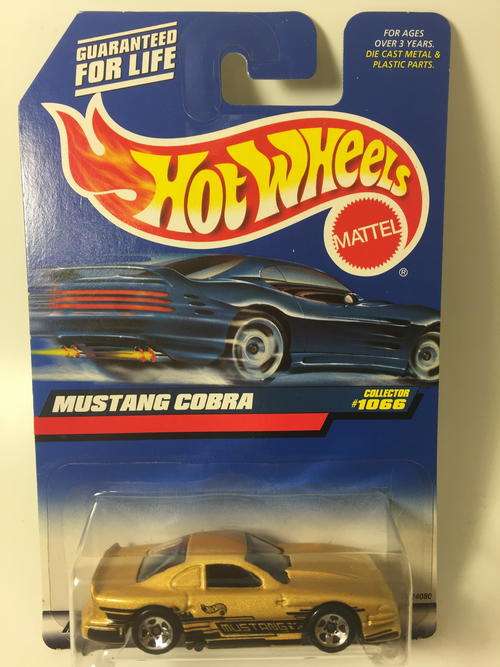 GUARANTEED
FOR LIFE
FOR AGES
OVER 3 YEARS.
DIE CAST METAL &
PLASTIC PARTS.
HOT WHEELS
MATTEL
®
MUSTANG COBRA
COLLECTOR
#1066
MUSTANG